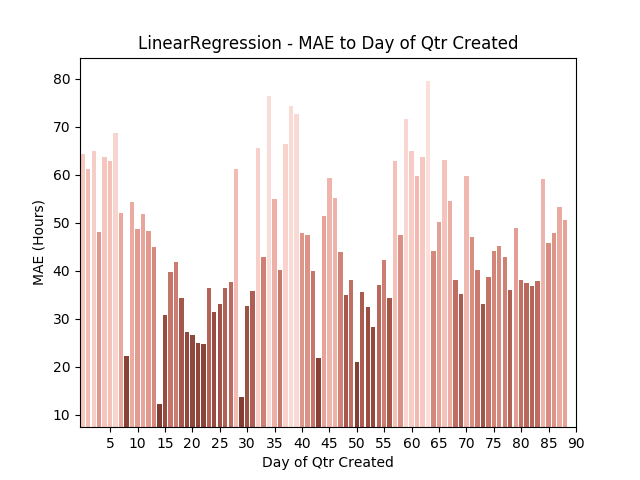 LinearRegression - MAE to Day of Qtr Created
80
70
60
50
40
30
20
10
MAE (Hours)
5 10 15 20 25 30 35 40 45 50 55 60 65 70 75 80 85 90
Day of Qtr Created